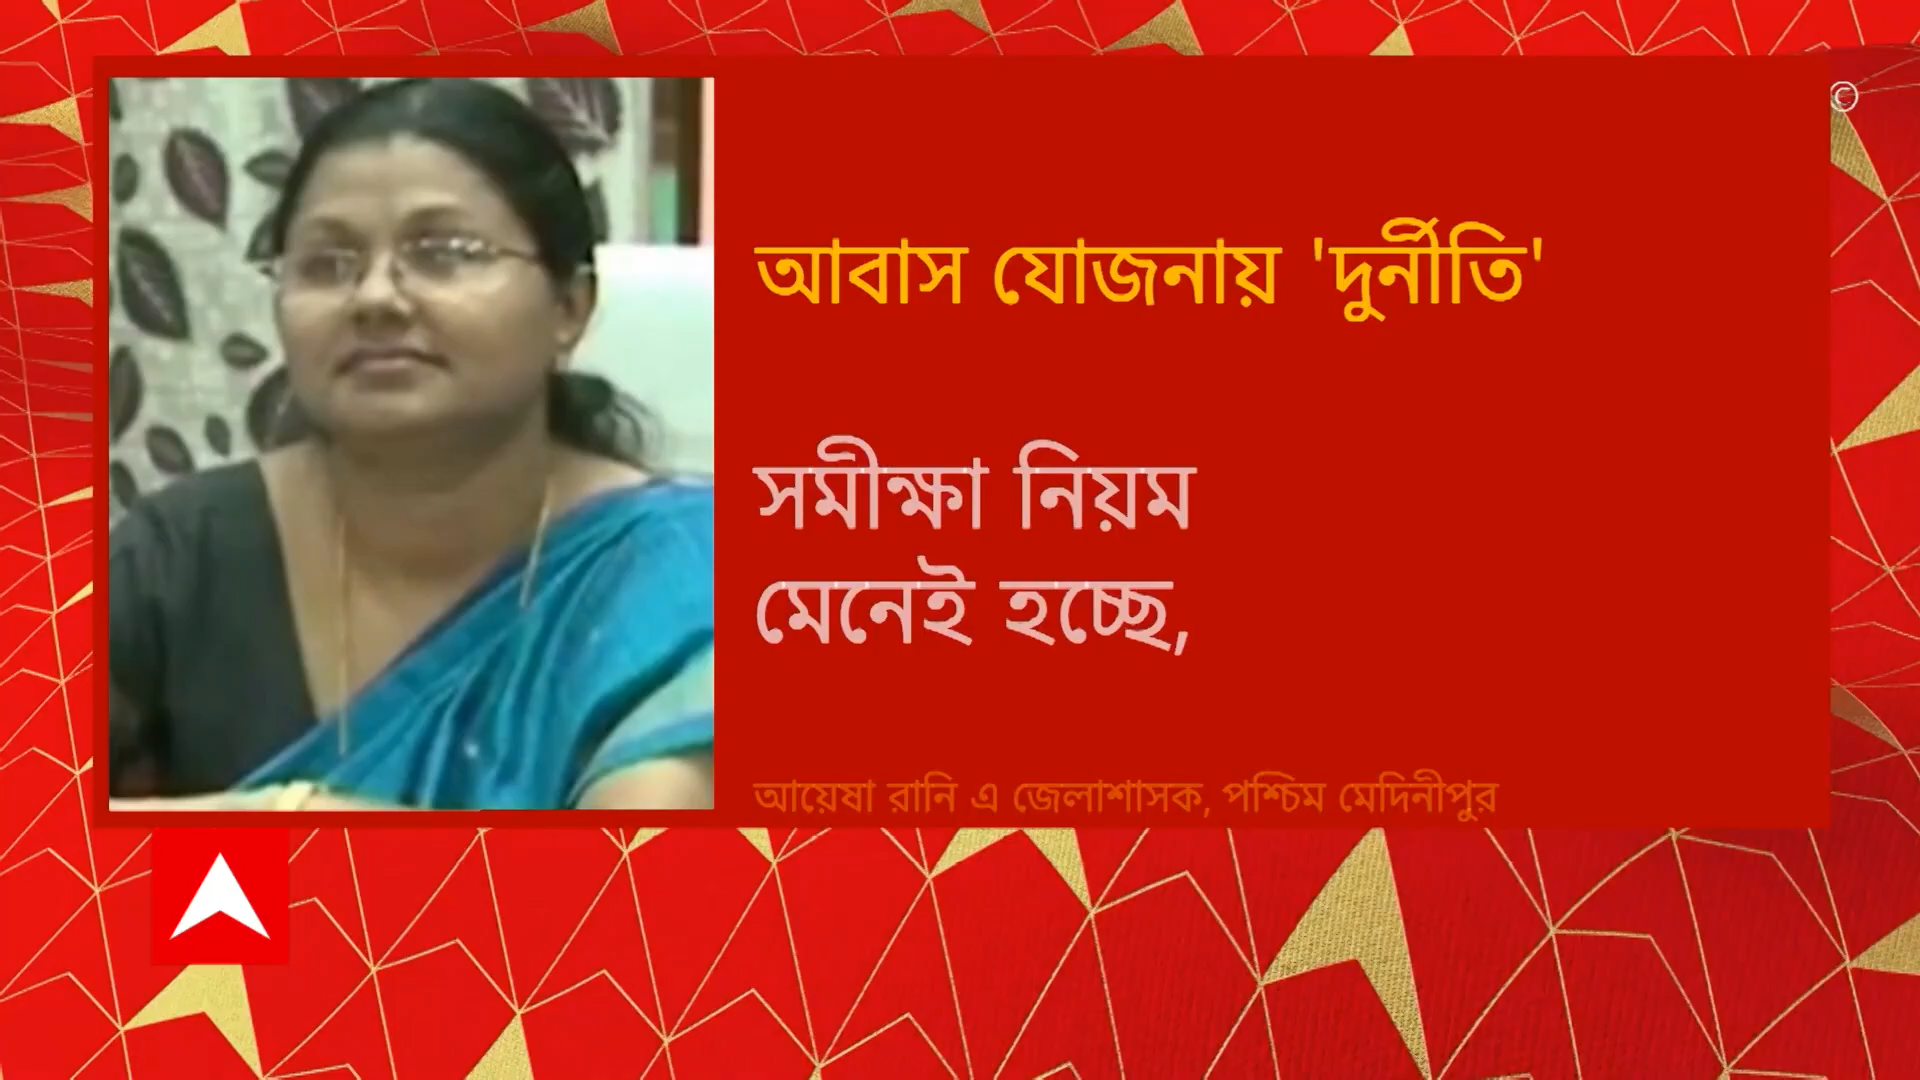 ©
আবাস যোজনায় 'দুর্নীতি'
সমীক্ষা নিয়ম
মেনেই হচ্ছে,
আয়েষা রানি এ জেলাশাসক, পশ্চিম মেদিনীপুর